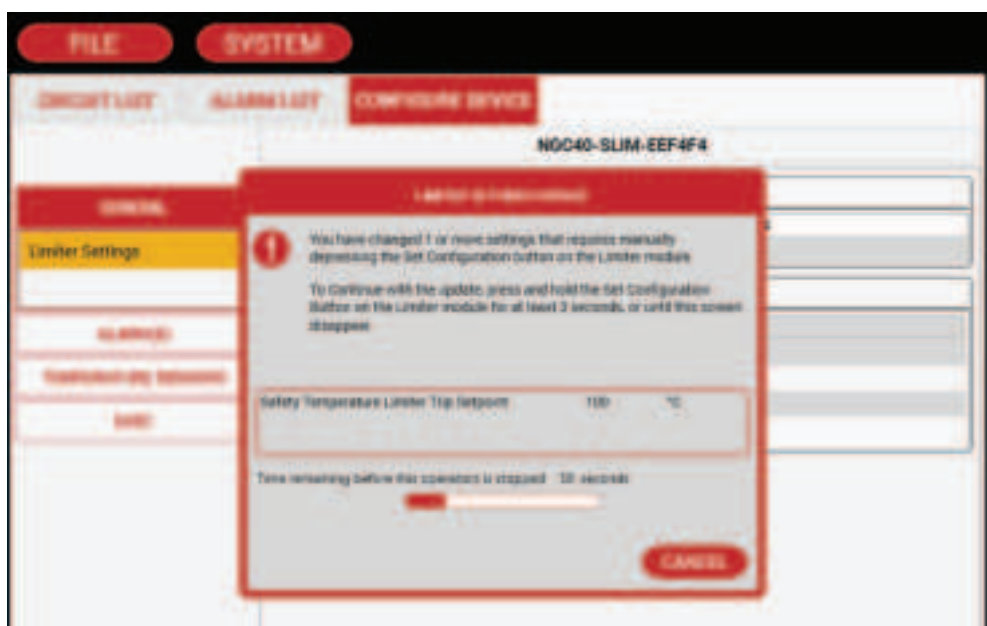 FILE SYSTEM
CIRCUIT LIST ALARM LIST CONFIGURE DEVICE
NGC40-SLIM-EEF4F4
GENERAL
Limiter Settings
You have changed 1 or more settings that requires manually
depressing the Set Configuration button on the Limiter module
To Continue with the update, press and hold the Set Configuration
Button on the Limiter module for at least 3 seconds, or until this screen
disappears
ALARM(S)
Safety Temperature Limiter Trip Setpoint 100 °C
Time remaining before this operation is stopped seconds
CANCEL